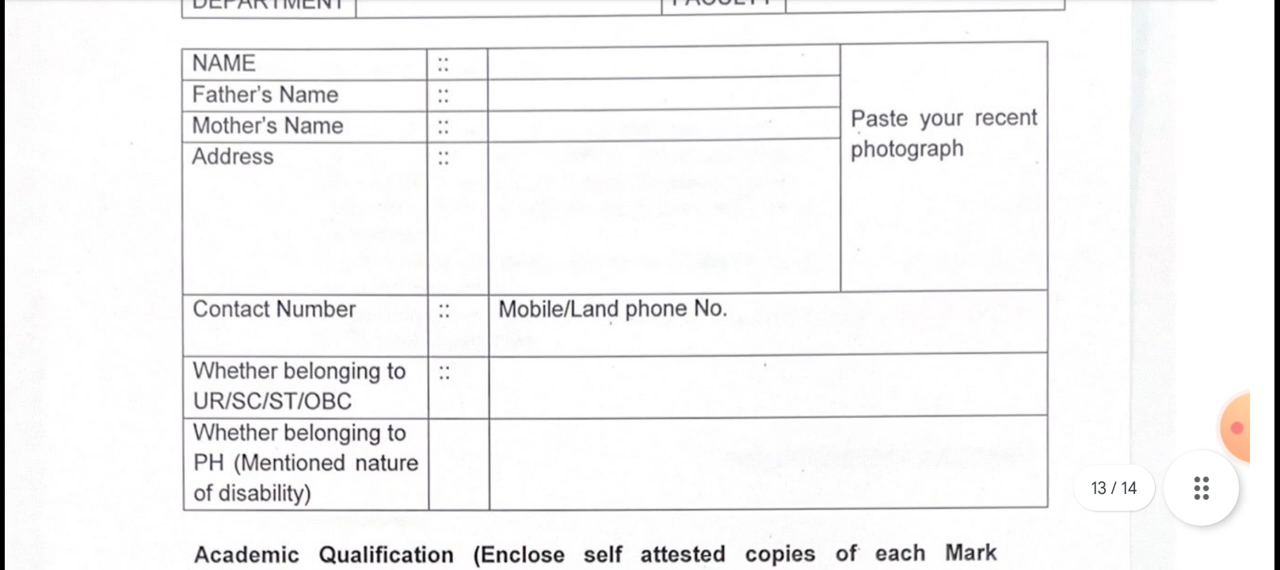 DEPARTMENT FACULTY
NAME ::
Father's Name ::
Mother's Name ::
Paste your recent
photograph
Address ::
Contact Number :: Mobile/Land phone No.
Whether belonging to ::
UR/SC/ST/OBC
Whether belonging to
PH (Mentioned nature
of disability)
13 / 14
Academic Qualification (Enclose self attested copies of each Mark